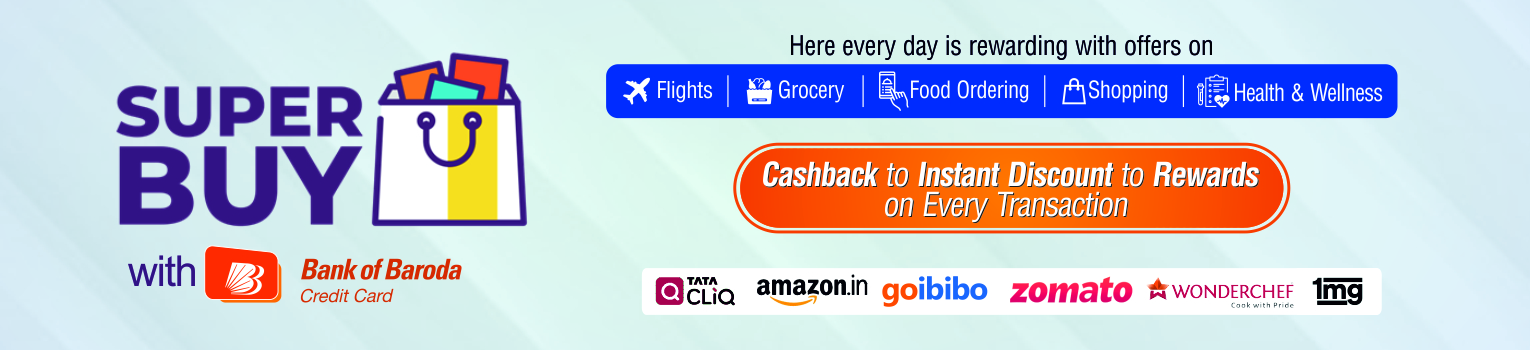 SUPER
BUY
with Bank of Baroda
Credit Card
Here every day is rewarding with offers on
Flights | Grocery | Food Ordering | Shopping | Health & Wellness
Cashback to Instant Discount to Rewards
on Every Transaction
TATA
CLiQ amazon.in goibibo zomato WONDERCHEF 1mg
Cook with Pride